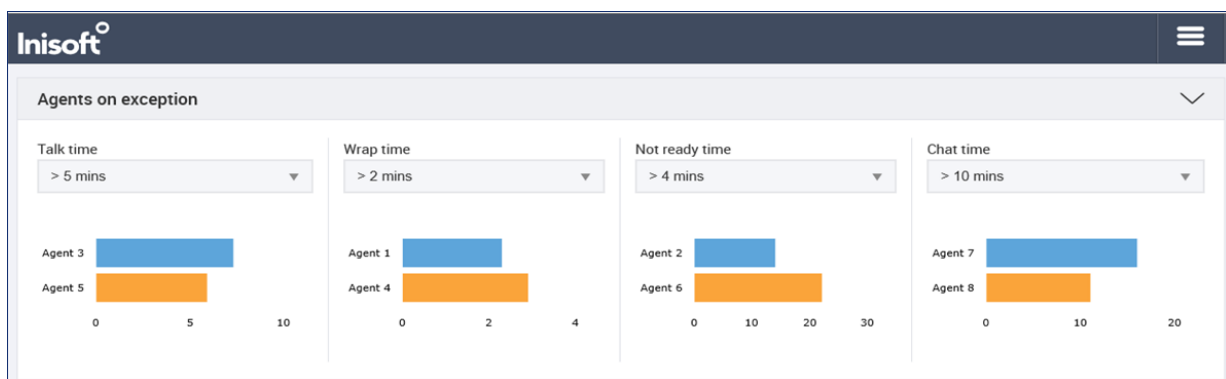 Inisoft
Agents on exception
Talk time
> 5 mins
Agent 3
Agent 5
0 5 10
Wrap time
> 2 mins
Agent 1
Agent 4
0 2 4
Not ready time
> 4 mins
Agent 2
Agent 6
0 10 20 30
Chat time
> 10 mins
Agent 7
Agent 8
0 10 20